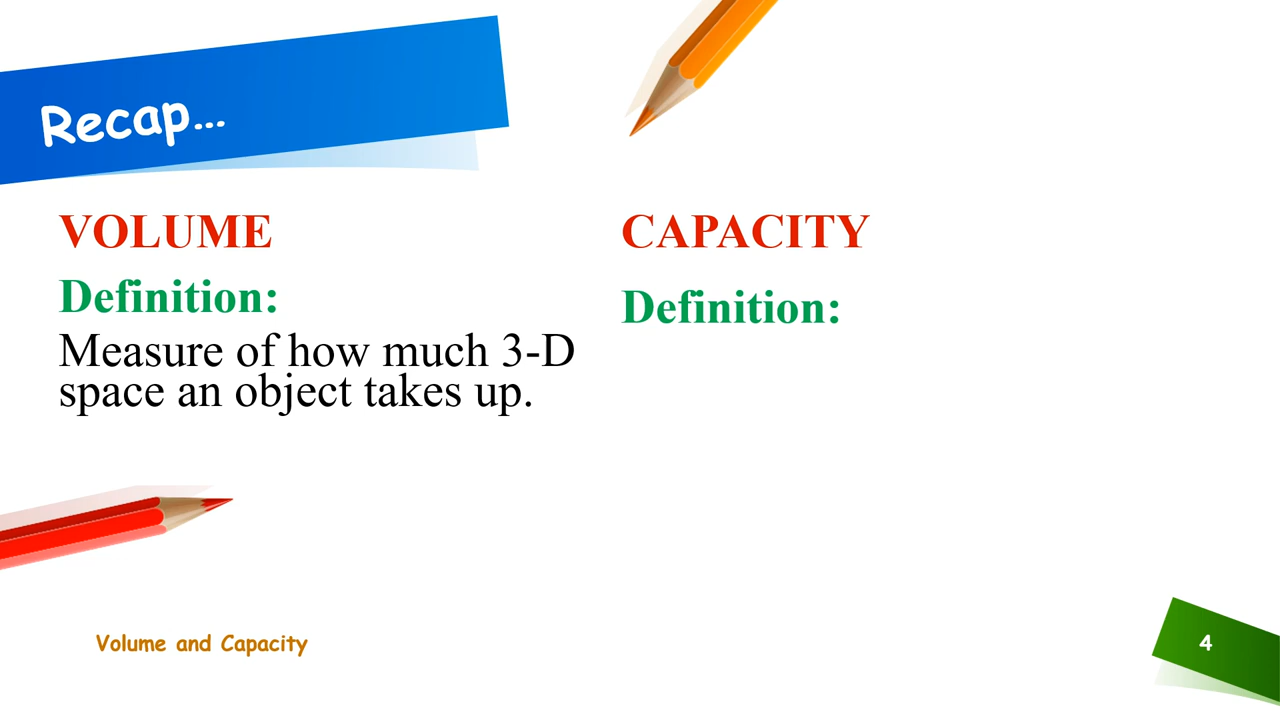 Recap...
VOLUME
Definition:
Measure of how much 3-D
space an object takes up.
CAPACITY
Definition:
Volume and Capacity
4